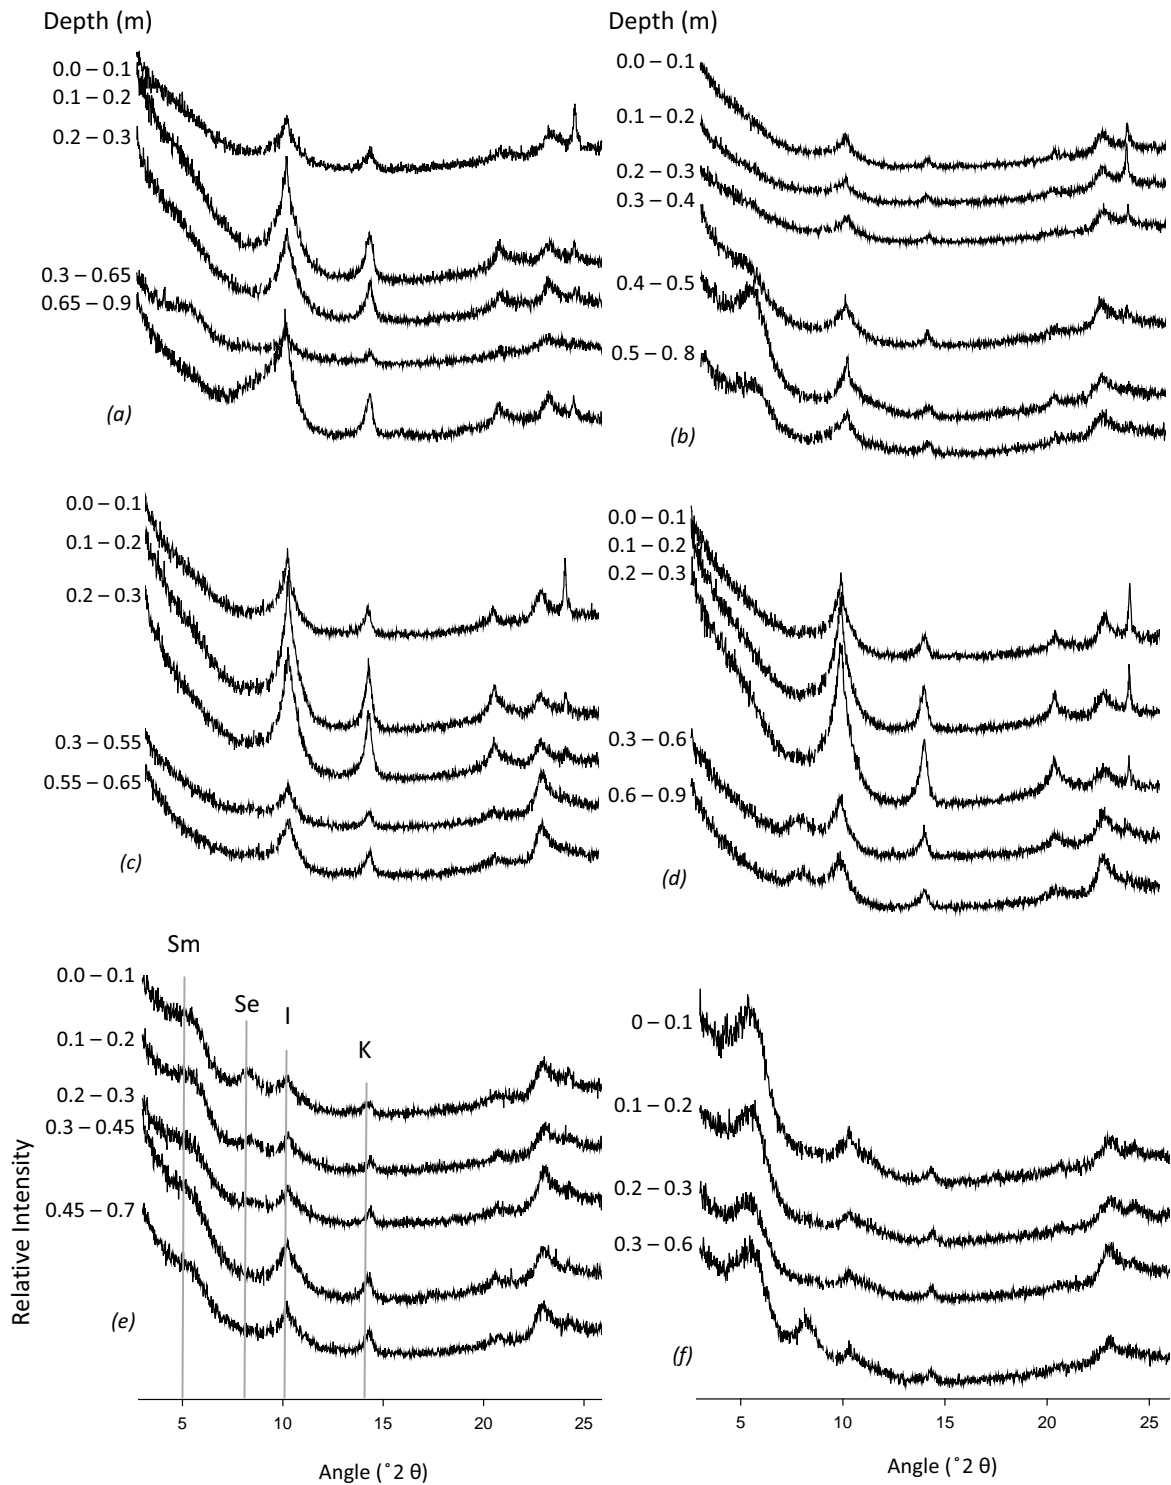 Depth (m)
0.0 – 0.1
0.1 – 0.2
0.2 – 0.3
0.3 – 0.65
0.65 – 0.9
(a)
Depth (m)
0.0 – 0.1
0.1 – 0.2
0.2 – 0.3
0.3 – 0.4
0.4 – 0.5
0.5 – 0. 8
(b)
0.0 – 0.1
0.1 – 0.2
0.2 – 0.3
0.3 – 0.55
0.55 – 0.65
(c)
0.0 – 0.1
0.1 – 0.2
0.2 – 0.3
0.3 – 0.6
0.6 – 0.9
(d)
Sm
Se
I
K
0.0 – 0.1
0.1 – 0.2
0.2 – 0.3
0.3 – 0.45
0.45 – 0.7
(e)
Relative Intensity
5 10 15 20 25
Angle (˚2 θ)
0 – 0.1
0.1 – 0.2
0.2 – 0.3
0.3 – 0.6
(f)
5 10 15 20 25
Angle (˚2 θ)